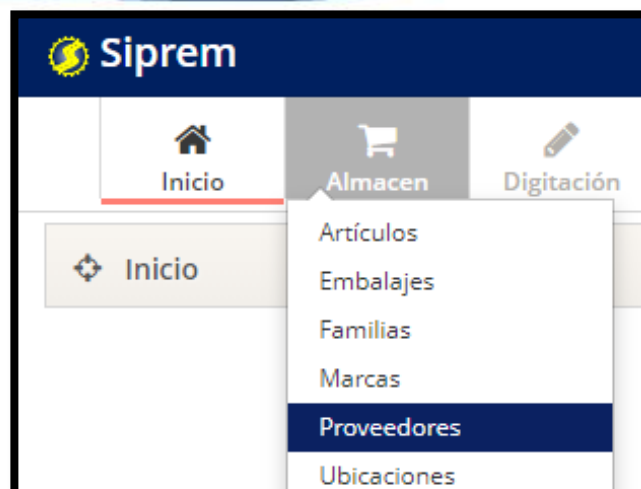 Siprem
Inicio
Almacen
Digitación
Inicio
Artículos
Embalajes
Familias
Marcas
Proveedores
Ubicaciones